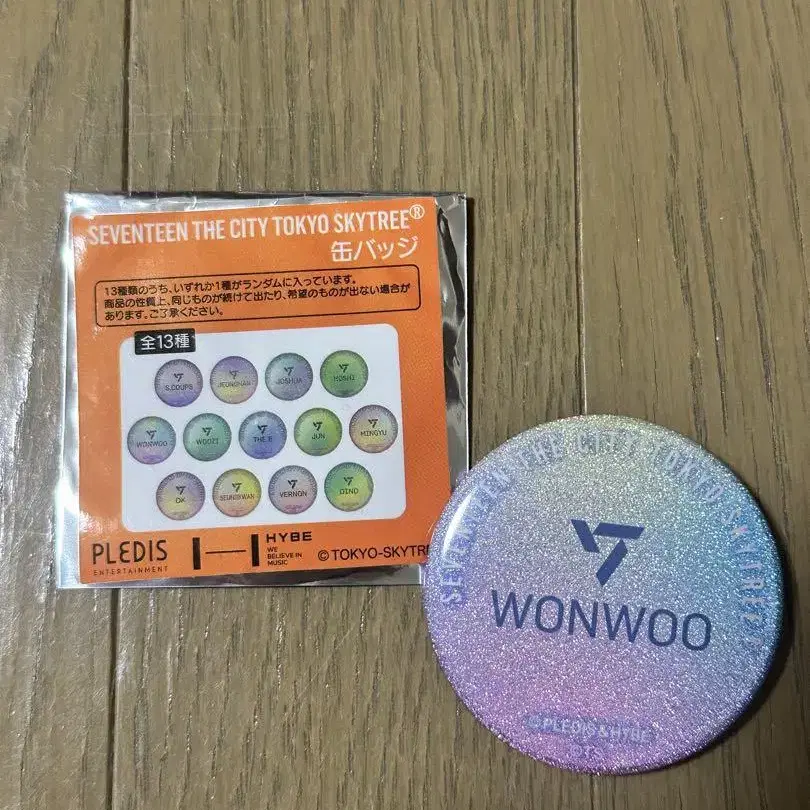 SEVENTEEN THE CITY TOKYO SKYTREE®
缶バッジ
13種類のうち、いずれか1種がランダムに入っています。
商品の性質上、同じものが続けて出たり、希望のものが出ない場合が
あります。ご了承ください。
全13種
S.COUPS
JEONGHAN
JOSHUA
HOSHI
WONWOO
WOOZI
THE 8
JUN
MINGYU
DK
SEUNGKWAN
VERNON
DINO
PLEDIS
ENTERTAINMENT
HYBE
WE
BELIEVE IN
MUSIC
©TOKYO-SKYTR
SEVENTEEN THE CITY TOKYO SKYTREE
WONWOO
PLEDIS & HYBE